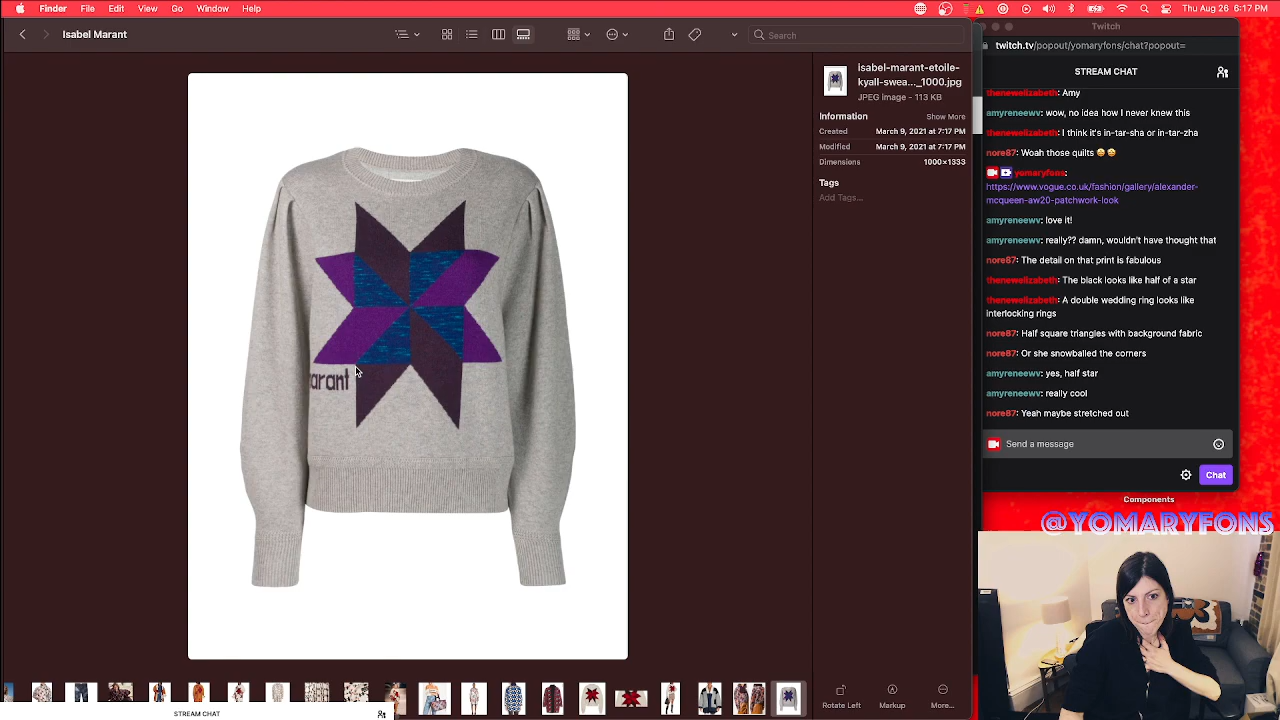 Finder File Edit View Go Window Help
Thu Aug 26 6:17 PM
Isabel Marant
Search
isabel-marant-etoile-
kyall-swea..._1000.jpg
JPEG image - 113 KB
Information Show More
Created March 9, 2021 at 7:17 PM
Modified March 9, 2021 at 7:17 PM
Dimensions 1000×1333
Tags
Add Tags...
arant
Rotate Left Markup More...
STREAM CHAT
Twitch
twitch.tv/popout/yomaryfons/chat?popout=
STREAM CHAT
thenewelizabeth: Amy
amyreneewv: wow, no idea how I never knew this
thenewelizabeth: I think it's in-tar-sha or in-tar-zha
nore87: Woah those quilts 😍 😍
yomaryfons:
https://www.vogue.co.uk/fashion/gallery/alexander-
mcqueen-aw20-patchwork-look
amyreneewv: love it!
amyreneewv: really?? damn, wouldn't have thought that
nore87: The detail on that print is fabulous
thenewelizabeth: The black looks like half of a star
thenewelizabeth: A double wedding ring looks like
interlocking rings
nore87: Half square triangles with background fabric
nore87: Or she snowballed the corners
amyreneewv: yes, half star
amyreneewv: really cool
nore87: Yeah maybe stretched out
Send a message
Chat
Components
@YOMARYFONS